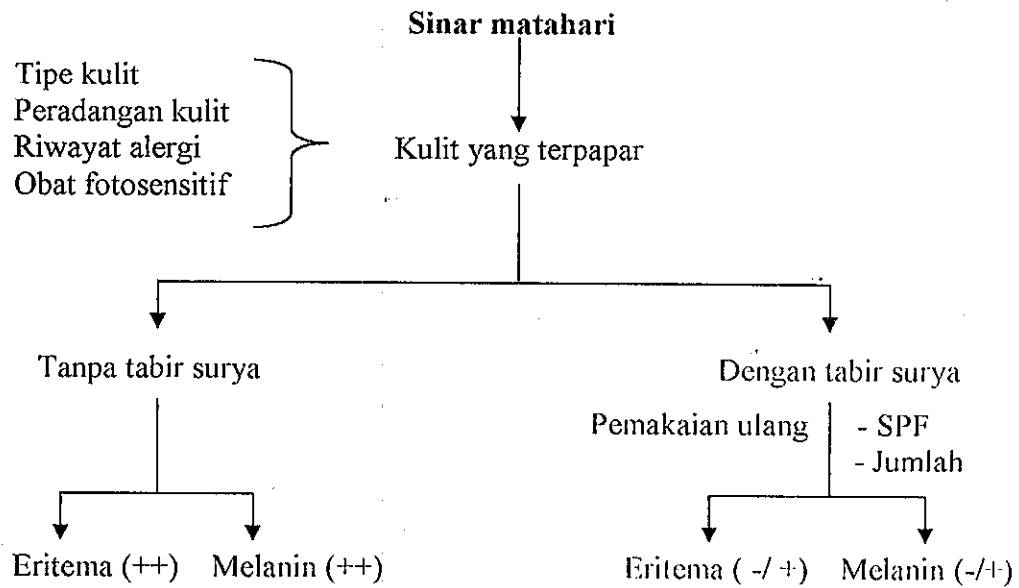 Sinar matahari
Tipe kulit
Peradangan kulit
Riwayat alergi
Obat fotosensitif
Kulit yang terpapar
Tanpa tabir surya
Dengan tabir surya
Pemakaian ulang
- SPF
- Jumlah
Eritema (++) Melanin (++)
Eritema ( -/ +) Melanin (-/+)